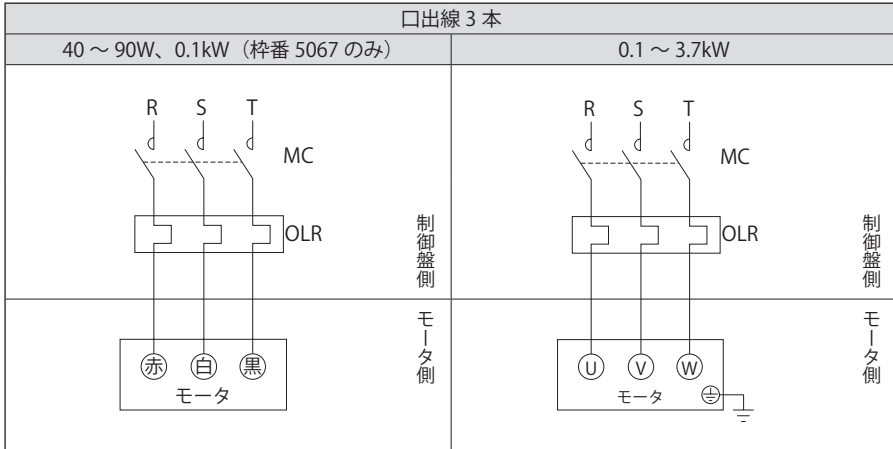 口出線 3 本
40 ～ 90W、0.1kW（枠番 5067 のみ）
0.1 ～ 3.7kW
R S T
MC
OLR
制御盤側
赤 白 黒
モータ
モータ側
R S T
MC
OLR
制御盤側
U V W
モータ
モータ側